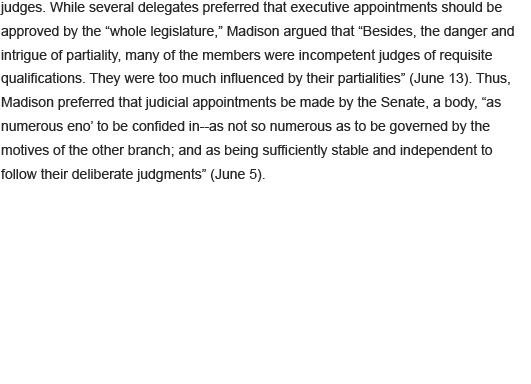 judges. While several delegates preferred that executive appointments should be
approved by the “whole legislature,” Madison argued that “Besides, the danger and
intrigue of partiality, many of the members were incompetent judges of requisite
qualifications. They were too much influenced by their partialities” (June 13). Thus,
Madison preferred that judicial appointments be made by the Senate, a body, “as
numerous eno’ to be confided in--as not so numerous as to be governed by the
motives of the other branch; and as being sufficiently stable and independent to
follow their deliberate judgments” (June 5).